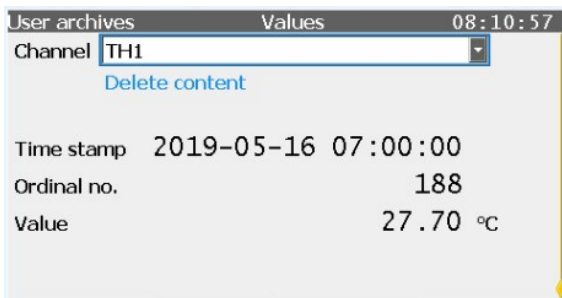 User archives Values 08:10:57
Channel TH1
Delete content
Time stamp 2019-05-16 07:00:00
Ordinal no. 188
Value 27.70 °C